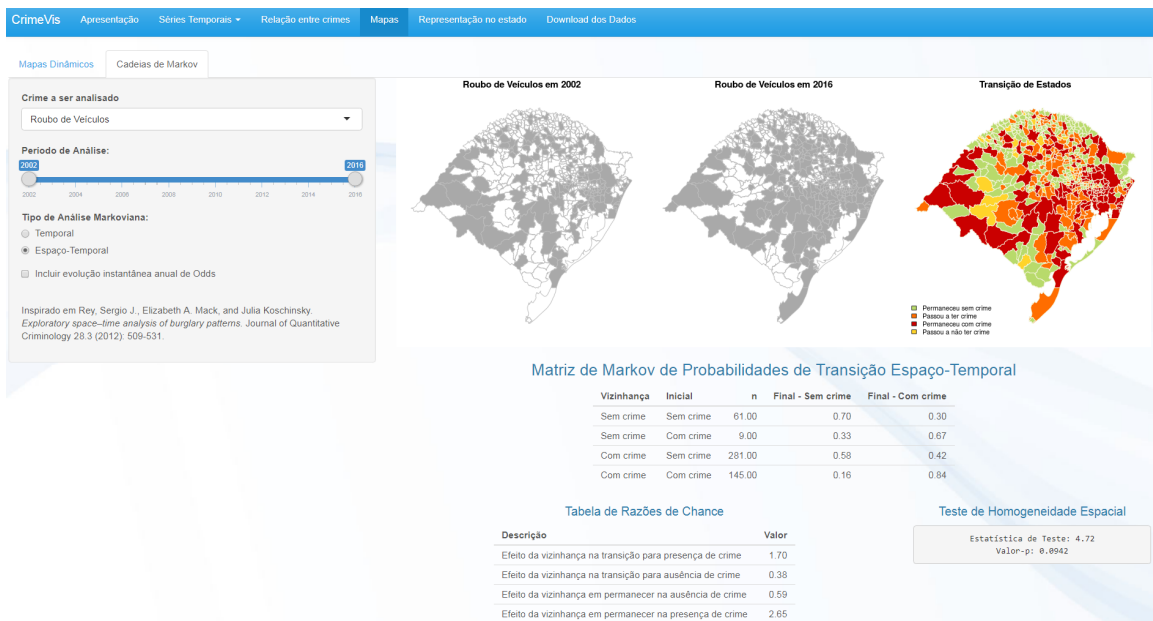 CrimeVis Apresentação Séries Temporais Relação entre crimes Mapas Representação no estado Download dos Dados
Mapas Dinâmicos Cadeias de Markov
Crime a ser analisado
Roubo de Veículos
Período de Análise:
2002 2016
2002 2004 2006 2008 2010 2012 2014 2016
Tipo de Análise Markoviana:
Temporal
Espaço-Temporal
Incluir evolução instantânea anual de Odds
Inspirado em Rey, Sergio J., Elizabeth A. Mack, and Julia Koschinsky.
Exploratory space–time analysis of burglary patterns. Journal of Quantitative
Criminology 28.3 (2012): 509-531.
Roubo de Veículos em 2002 Roubo de Veículos em 2016 Transição de Estados
Permaneceu sem crime
Passou a ter crime
Permaneceu com crime
Passou a não ter crime
Matriz de Markov de Probabilidades de Transição Espaço-Temporal
Vizinhança Inicial n Final - Sem crime Final - Com crime
Sem crime Sem crime 61.00 0.70 0.30
Sem crime Com crime 9.00 0.33 0.67
Com crime Sem crime 281.00 0.58 0.42
Com crime Com crime 145.00 0.16 0.84
Tabela de Razões de Chance
Descrição Valor
Efeito da vizinhança na transição para presença de crime 1.70
Efeito da vizinhança na transição para ausência de crime 0.38
Efeito da vizinhança em permanecer na ausência de crime 0.59
Efeito da vizinhança em permanecer na presença de crime 2.65
Teste de Homogeneidade Espacial
Estatística de Teste: 4.72
Valor-p: 0.0942